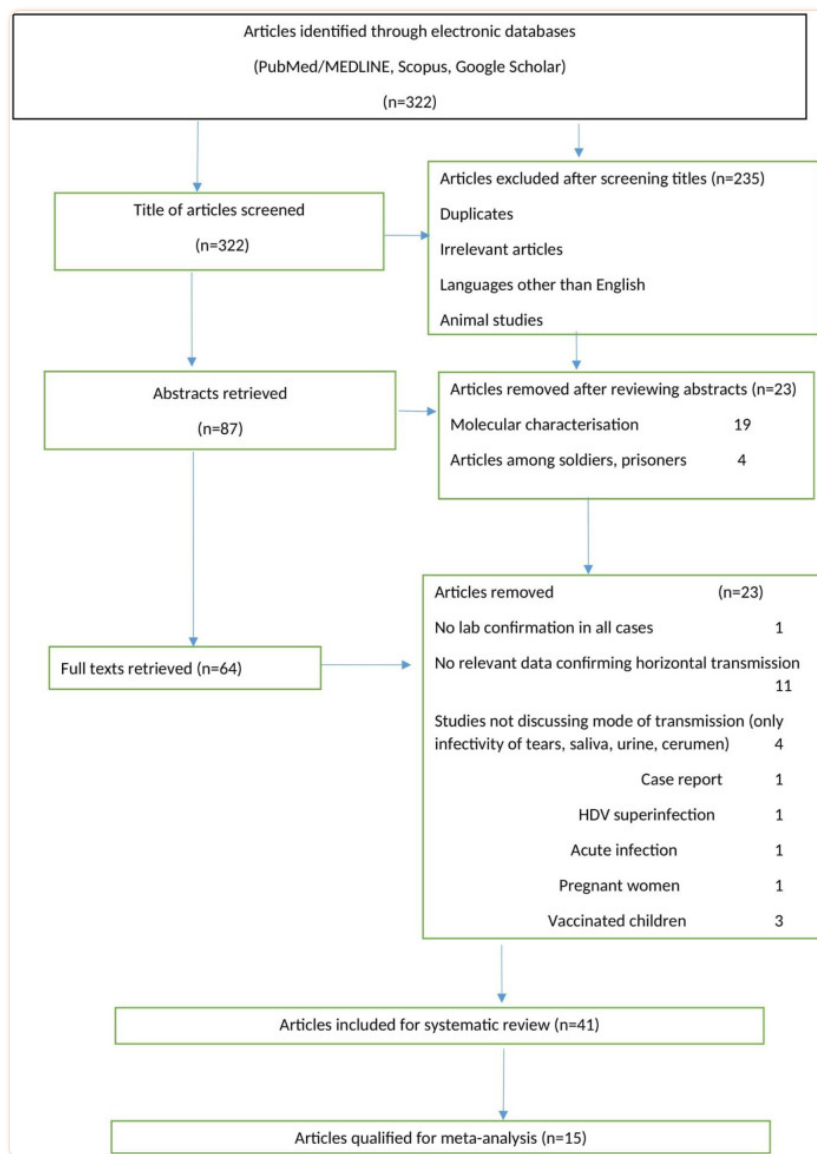 Articles identified through electronic databases
(PubMed/MEDLINE, Scopus, Google Scholar)
(n=322)
Title of articles screened
(n=322)
Articles excluded after screening titles (n=235)
Duplicates
Irrelevant articles
Languages other than English
Animal studies
Abstracts retrieved
(n=87)
Articles removed after reviewing abstracts (n=23)
Molecular characterisation 19
Articles among soldiers, prisoners 4
Full texts retrieved (n=64)
Articles removed (n=23)
No lab confirmation in all cases 1
No relevant data confirming horizontal transmission
11
Studies not discussing mode of transmission (only
infectivity of tears, saliva, urine, cerumen) 4
Case report 1
HDV superinfection 1
Acute infection 1
Pregnant women 1
Vaccinated children 3
Articles included for systematic review (n=41)
Articles qualified for meta-analysis (n=15)